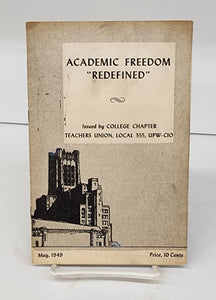 ACADEMIC FREEDOM
"REDEFINED"
Issued by COLLEGE CHAPTER
TEACHERS UNION, LOCAL 555, UPW-CIO
May, 1949 Price, 10 Cents